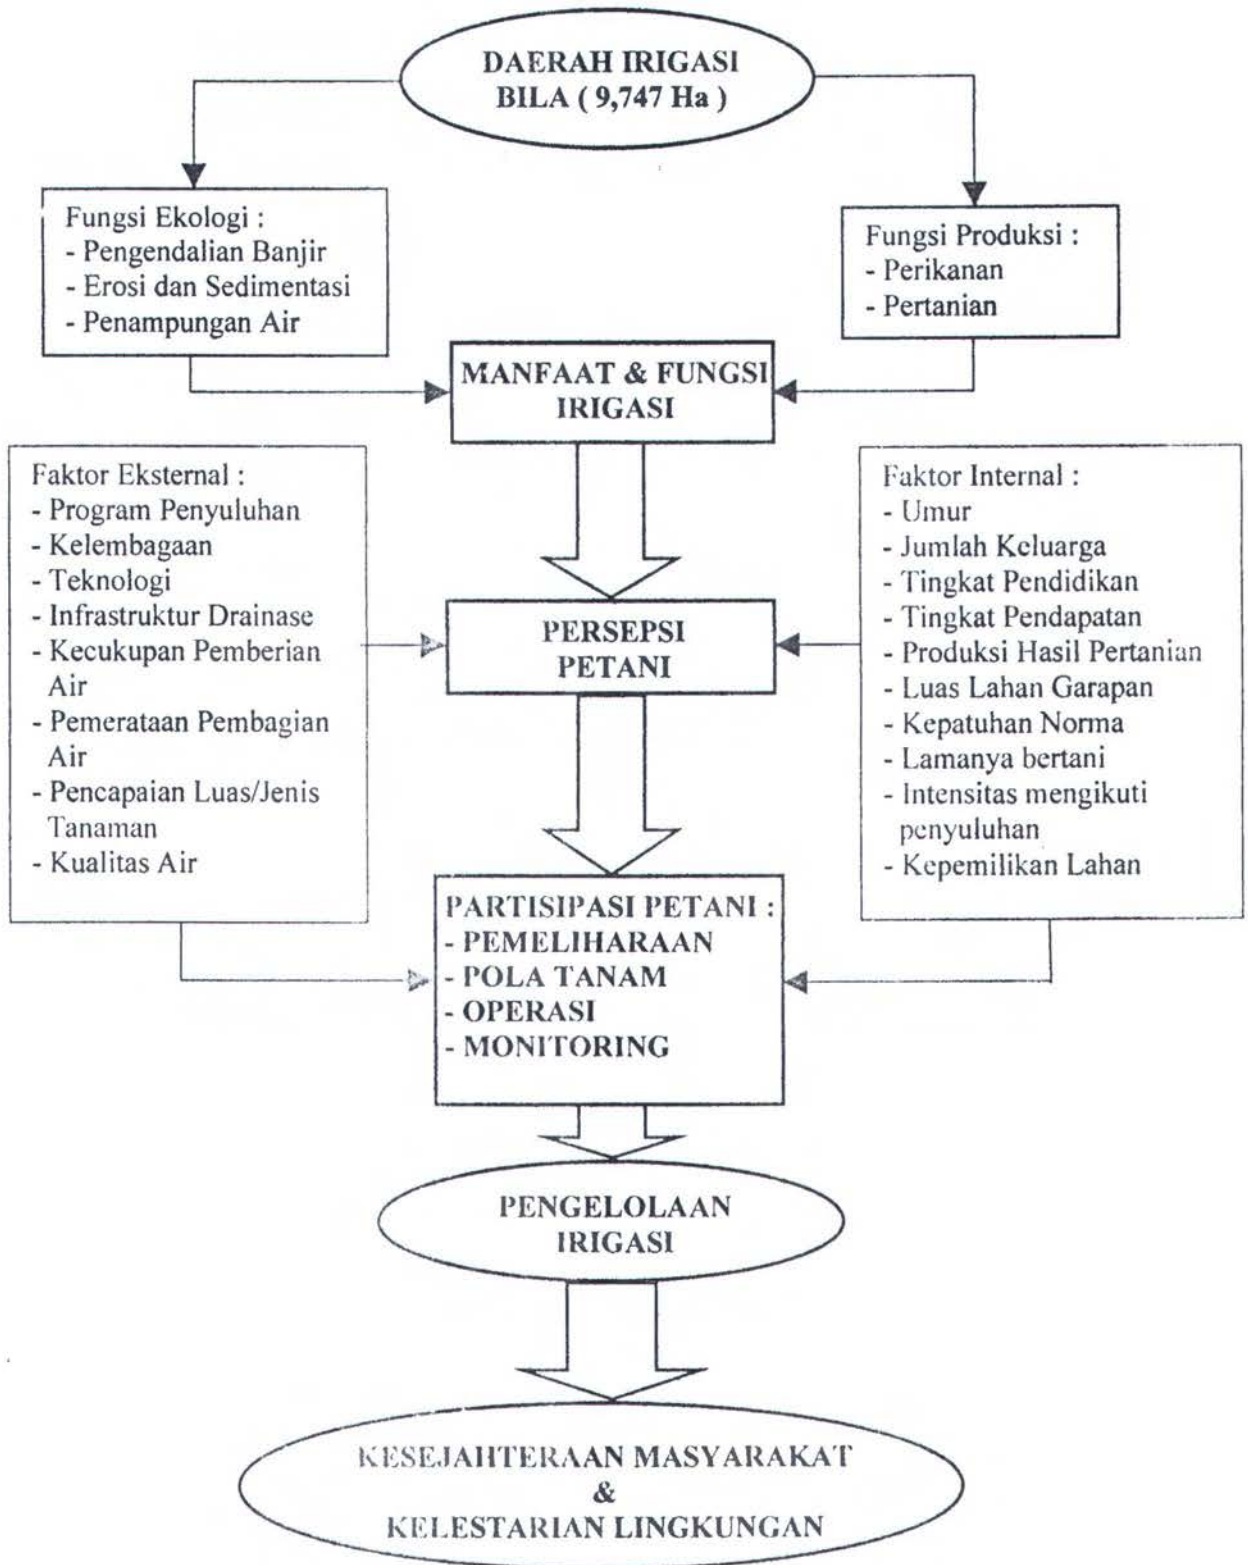 DAERAH IRIGASI
BILA ( 9,747 Ha )
Fungsi Ekologi :
- Pengendalian Banjir
- Erosi dan Sedimentasi
- Penampungan Air
Fungsi Produksi :
- Perikanan
- Pertanian
MANFAAT & FUNGSI
IRIGASI
Faktor Eksternal :
- Program Penyuluhan
- Kelembagaan
- Teknologi
- Infrastruktur Drainase
- Kecukupan Pemberian
Air
- Pemerataan Pembagian
Air
- Pencapaian Luas/Jenis
Tanaman
- Kualitas Air
PERSEPSI
PETANI
Faktor Internal :
- Umur
- Jumlah Keluarga
- Tingkat Pendidikan
- Tingkat Pendapatan
- Produksi Hasil Pertanian
- Luas Lahan Garapan
- Kepatuhan Norma
- Lamanya bertani
- Intensitas mengikuti
penyuluhan
- Kepemilikan Lahan
PARTISIPASI PETANI :
- PEMELIHARAAN
- POLA TANAM
- OPERASI
- MONITORING
PENGELOLAAN
IRIGASI
KESEJAHTERAAN MASYARAKAT
&
KELESTARIAN LINGKUNGAN